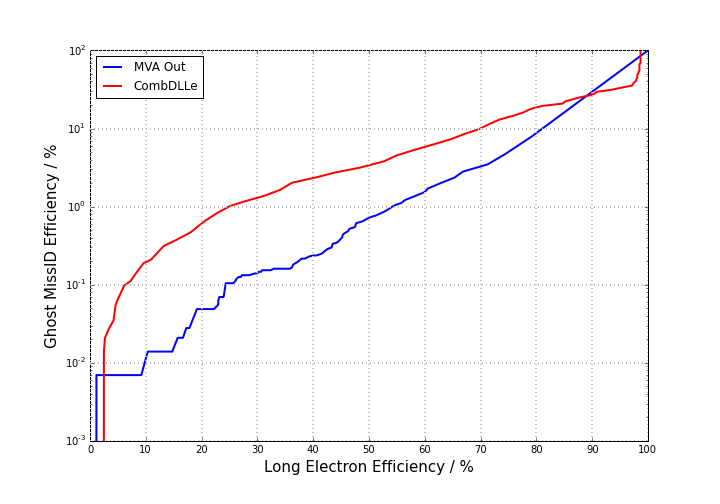 MVA Out
CombDLLe
10²
10¹
10⁰
10⁻¹
10⁻²
10⁻³
Ghost MissID Efficiency / %
0 10 20 30 40 50 60 70 80 90 100
Long Electron Efficiency / %